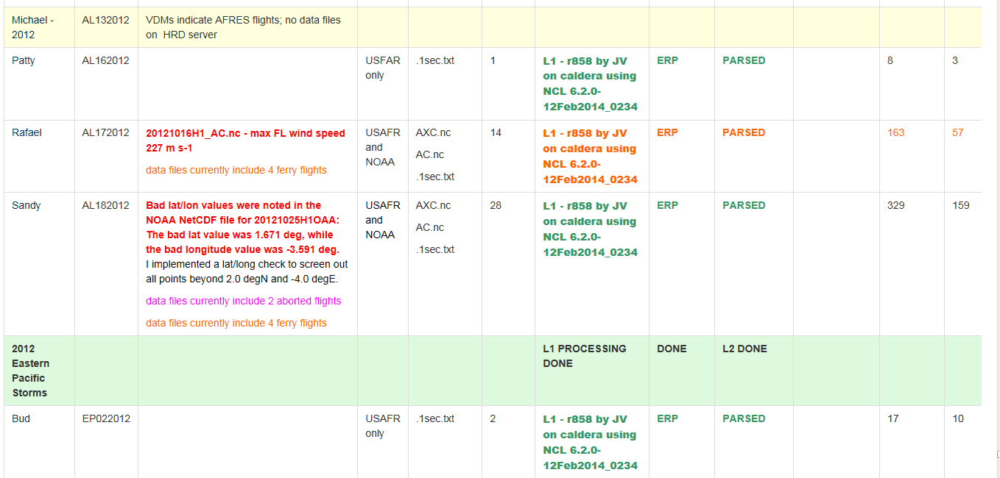 Michael -
2012
AL132012
VDMs indicate AFRES flights; no data files
on HRD server
Patty
AL162012
USFAR
only
.1sec.txt
1
L1 - r858 by JV
on caldera using
NCL 6.2.0-
12Feb2014_0234
ERP
PARSED
8
3
Rafael
AL172012
20121016H1_AC.nc - max FL wind speed
227 m s-1
data files currently include 4 ferry flights
USAFR
and
NOAA
AXC.nc
AC.nc
.1sec.txt
14
L1 - r858 by JV
on caldera using
NCL 6.2.0-
12Feb2014_0234
ERP
PARSED
163
57
Sandy
AL182012
Bad lat/lon values were noted in the
NOAA NetCDF file for 20121025H1OAA:
The bad lat value was 1.671 deg, while
the bad longitude value was -3.591 deg.
I implemented a lat/long check to screen out
all points beyond 2.0 degN and -4.0 degE.
data files currently include 2 aborted flights
data files currently include 4 ferry flights
USAFR
and
NOAA
AXC.nc
AC.nc
.1sec.txt
28
L1 - r858 by JV
on caldera using
NCL 6.2.0-
12Feb2014_0234
ERP
PARSED
329
159
2012
Eastern
Pacific
Storms
L1 PROCESSING
DONE
DONE
L2 DONE
Bud
EP022012
USAFR
only
.1sec.txt
2
L1 - r858 by JV
on caldera using
NCL 6.2.0-
12Feb2014_0234
ERP
PARSED
17
10